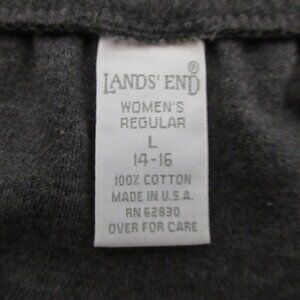 LANDS' END®
WOMEN'S
REGULAR
L
14-16
100% COTTON
MADE IN U.S.A.
RN 62830
OVER FOR CARE